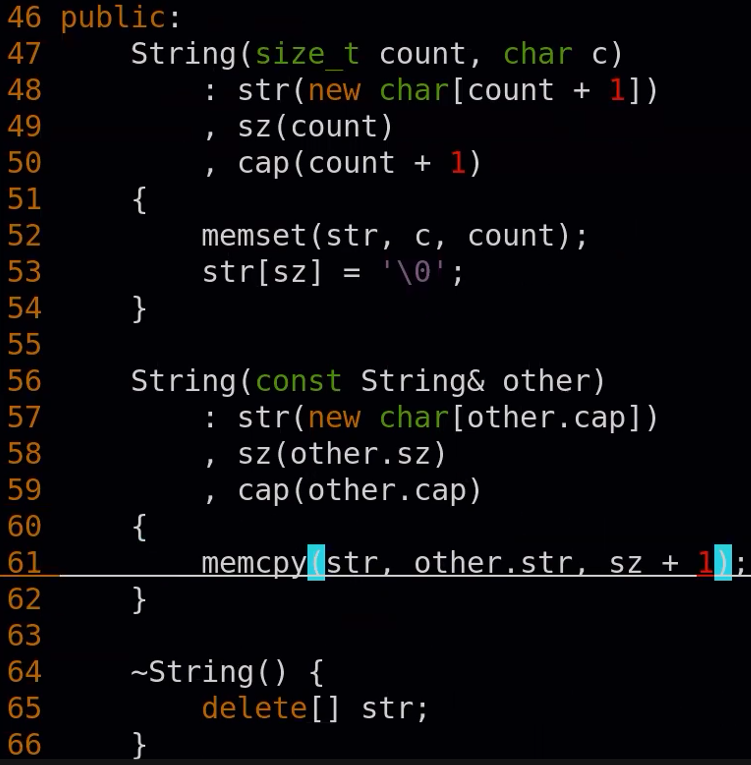 46 public:
47     String(size_t count, char c)
48         : str(new char[count + 1])
49         , sz(count)
50         , cap(count + 1)
51     {
52         memset(str, c, count);
53         str[sz] = '\0';
54     }
55
56     String(const String& other)
57         : str(new char[other.cap])
58         , sz(other.sz)
59         , cap(other.cap)
60     {
61         memcpy(str, other.str, sz + 1);
62     }
63
64     ~String() {
65         delete[] str;
66     }